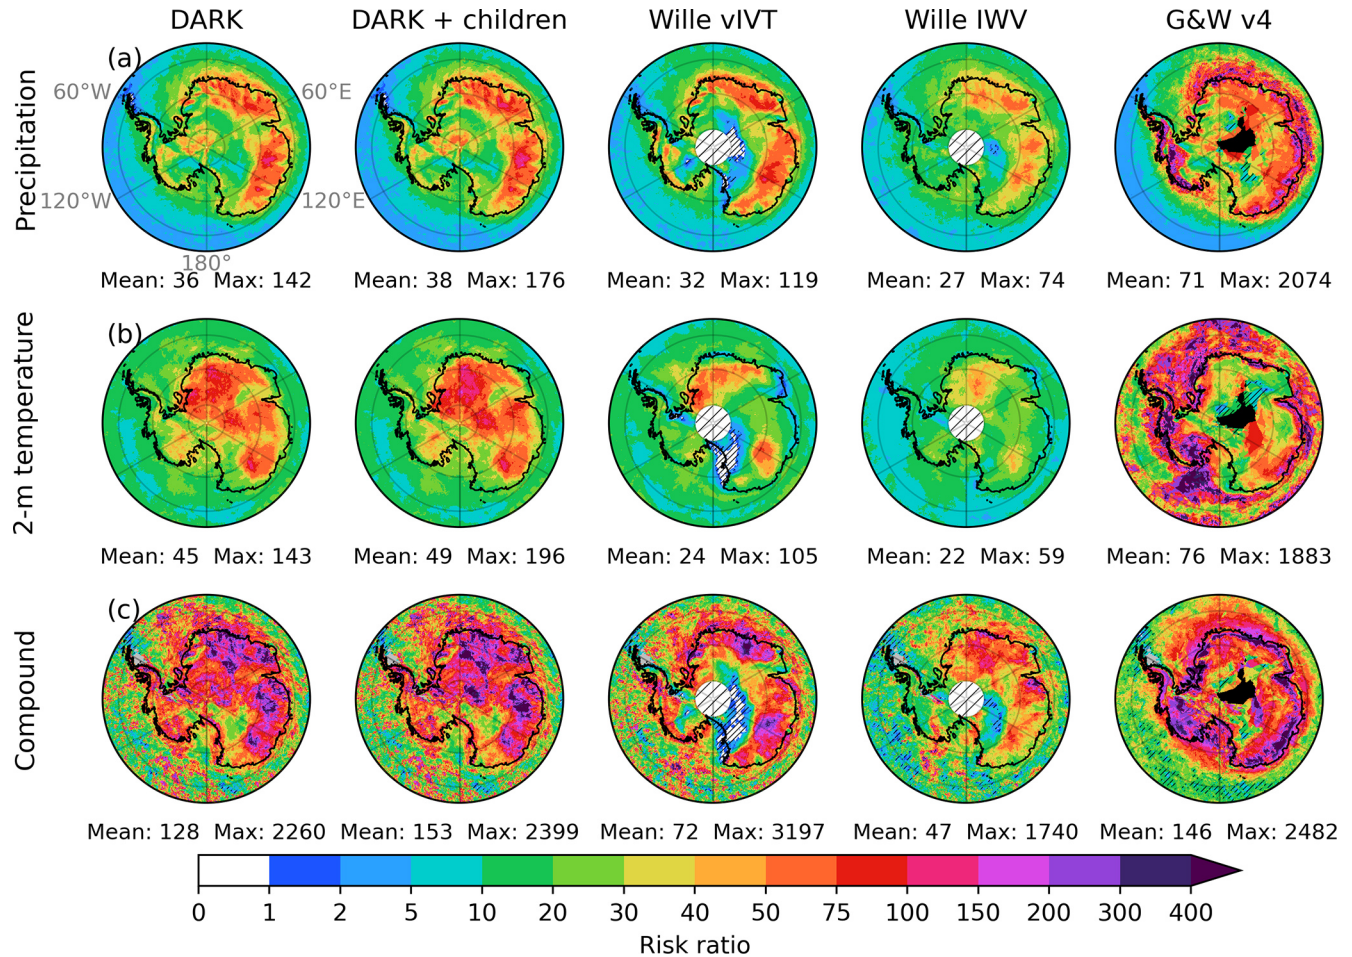 DARK DARK + children Wille vIVT Wille IWV G&W v4
(a)
Precipitation
60°W 60°E
120°W 120°E
180°
Mean: 36 Max: 142 Mean: 38 Max: 176 Mean: 32 Max: 119 Mean: 27 Max: 74 Mean: 71 Max: 2074
(b)
2-m temperature
Mean: 45 Max: 143 Mean: 49 Max: 196 Mean: 24 Max: 105 Mean: 22 Max: 59 Mean: 76 Max: 1883
(c)
Compound
Mean: 128 Max: 2260 Mean: 153 Max: 2399 Mean: 72 Max: 3197 Mean: 47 Max: 1740 Mean: 146 Max: 2482
0 1 2 5 10 20 30 40 50 75 100 150 200 300 400
Risk ratio